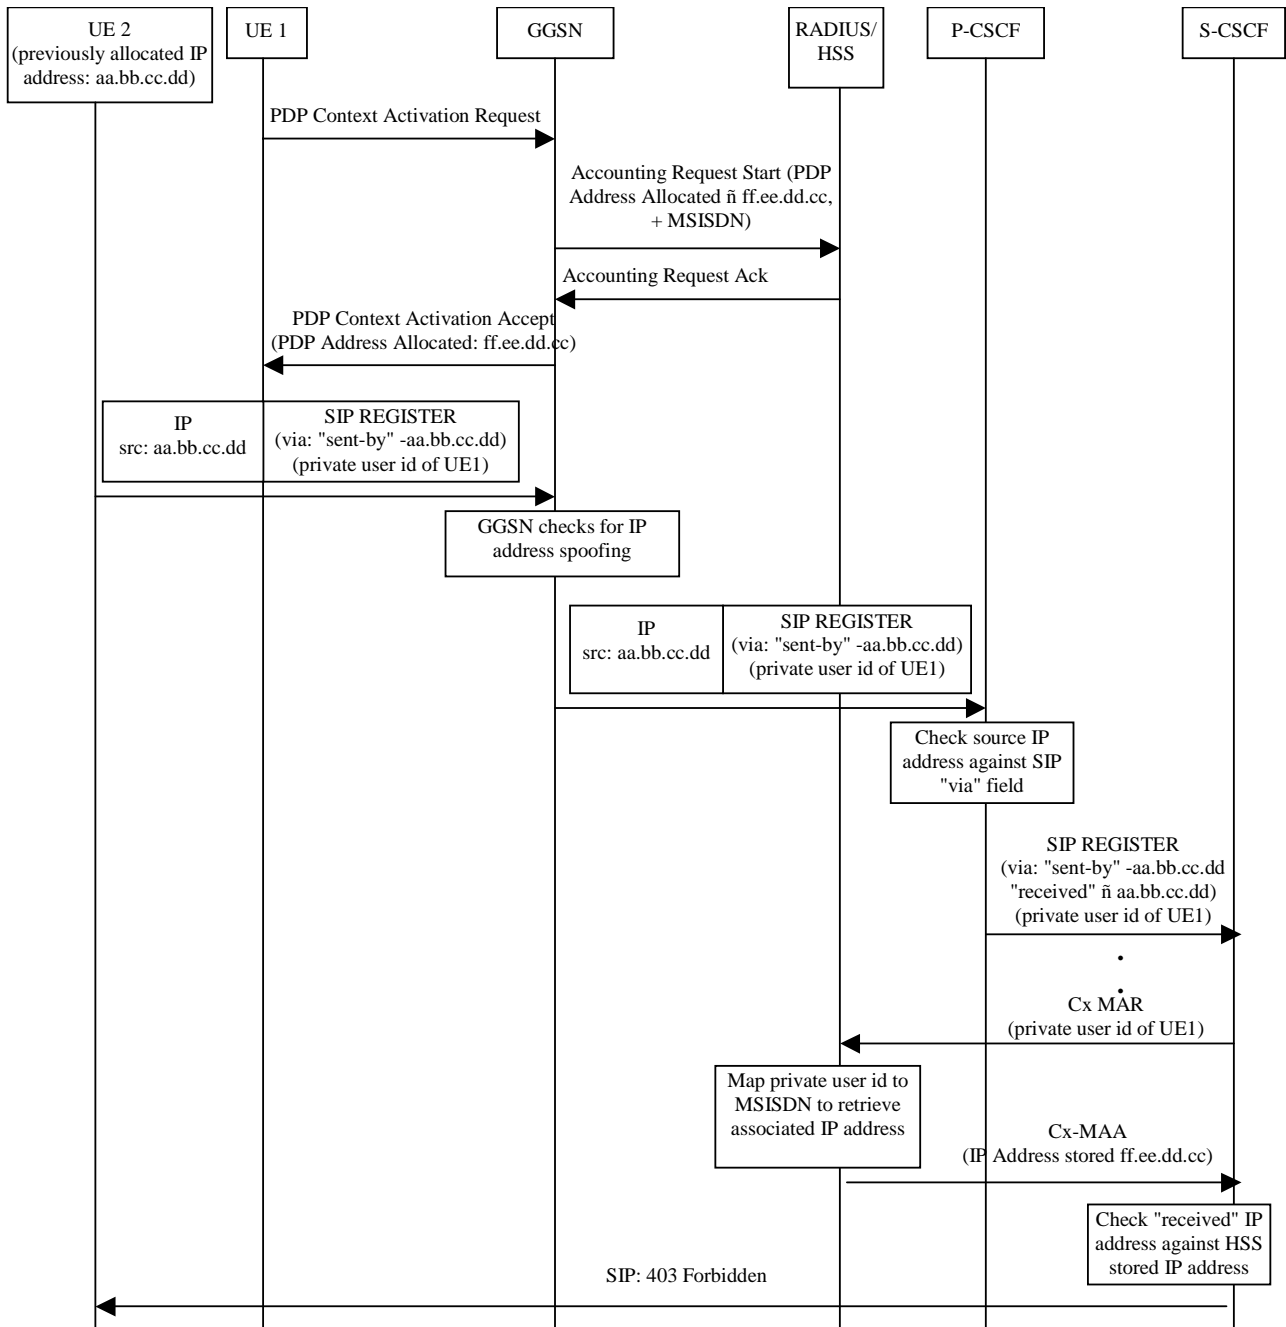 UE 2
(previously allocated IP
address: aa.bb.cc.dd)
UE 1
GGSN
RADIUS/
HSS
P-CSCF
S-CSCF
PDP Context Activation Request
Accounting Request Start (PDP
Address Allocated ñ ff.ee.dd.cc,
+ MSISDN)
Accounting Request Ack
PDP Context Activation Accept
(PDP Address Allocated: ff.ee.dd.cc)
IP
src: aa.bb.cc.dd
SIP REGISTER
(via: "sent-by" -aa.bb.cc.dd)
(private user id of UE1)
GGSN checks for IP
address spoofing
IP
src: aa.bb.cc.dd
SIP REGISTER
(via: "sent-by" -aa.bb.cc.dd)
(private user id of UE1)
Check source IP
address against SIP
"via" field
SIP REGISTER
(via: "sent-by" -aa.bb.cc.dd
"received" ñ aa.bb.cc.dd)
(private user id of UE1)
.
.
Cx MAR
(private user id of UE1)
Map private user id to
MSISDN to retrieve
associated IP address
Cx-MAA
(IP Address stored ff.ee.dd.cc)
Check "received" IP
address against HSS
stored IP address
SIP: 403 Forbidden